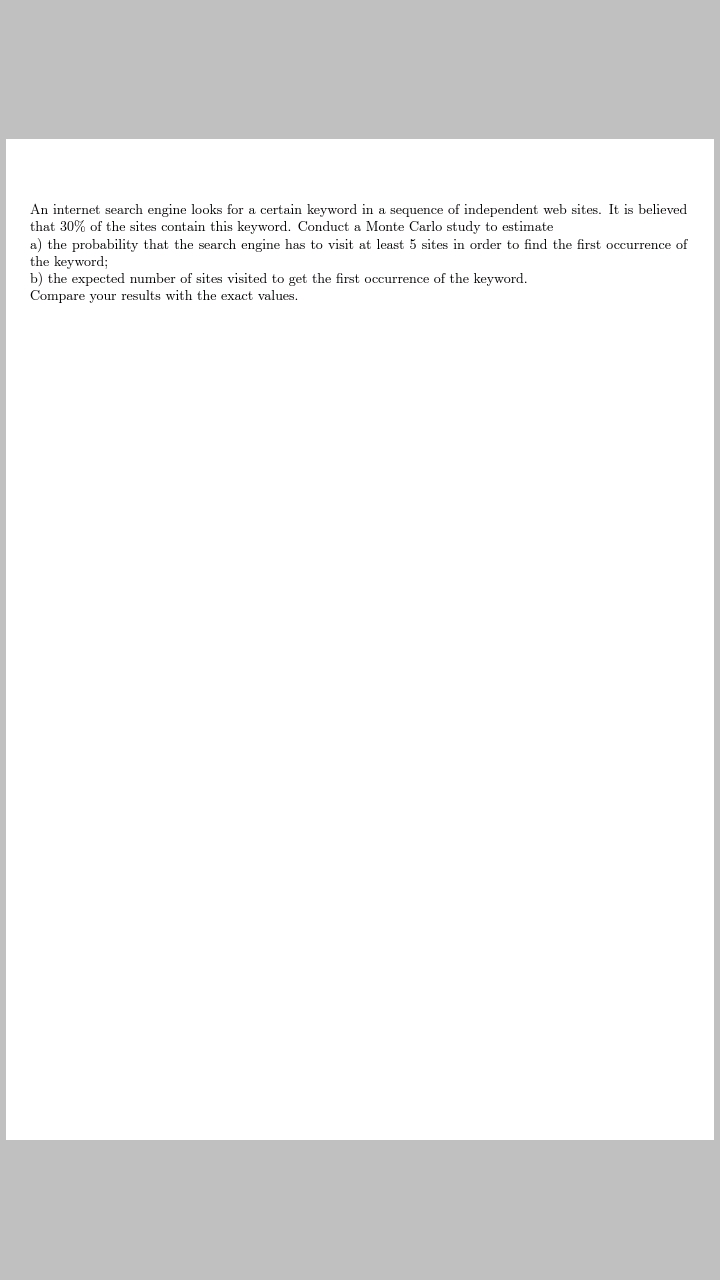 An internet search engine looks for a certain keyword in a sequence of independent web sites. It is believed
that 30% of the sites contain this keyword. Conduct a Monte Carlo study to estimate
a) the probability that the search engine has to visit at least 5 sites in order to find the first occurrence of
the keyword;
b) the expected number of sites visited to get the first occurrence of the keyword.
Compare your results with the exact values.